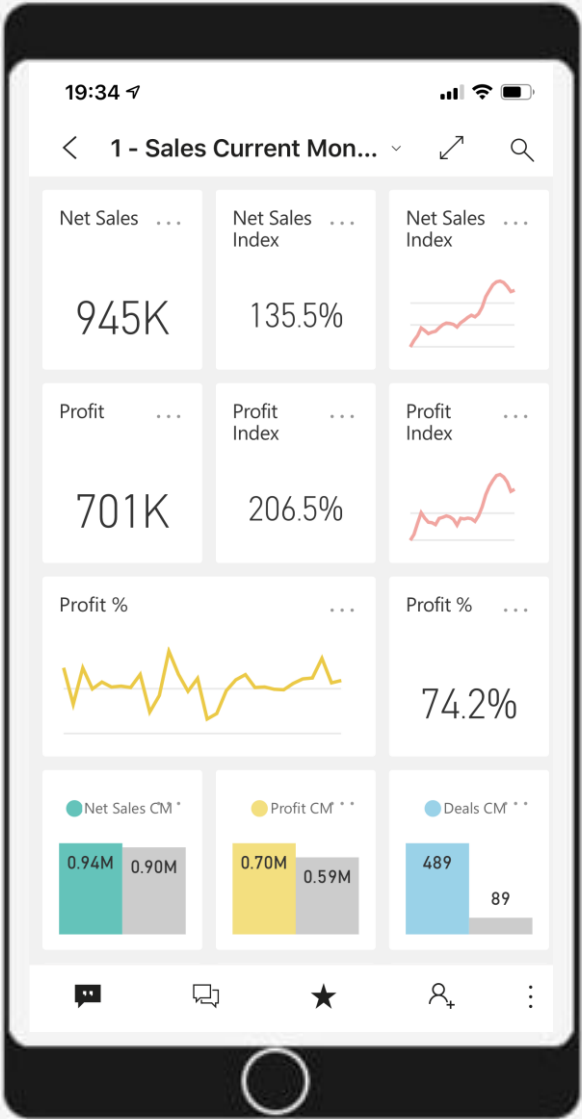 19:34
1 - Sales Current Mon...
Net Sales ...
Net Sales ...
Index
Net Sales ...
Index
945K
135.5%
Profit ...
Profit ...
Index
Profit ...
Index
701K
206.5%
Profit % ...
Profit % ...
74.2%
Net Sales CM ...
Profit CM ...
Deals CM ...
0.94M
0.90M
0.70M
0.59M
489
89